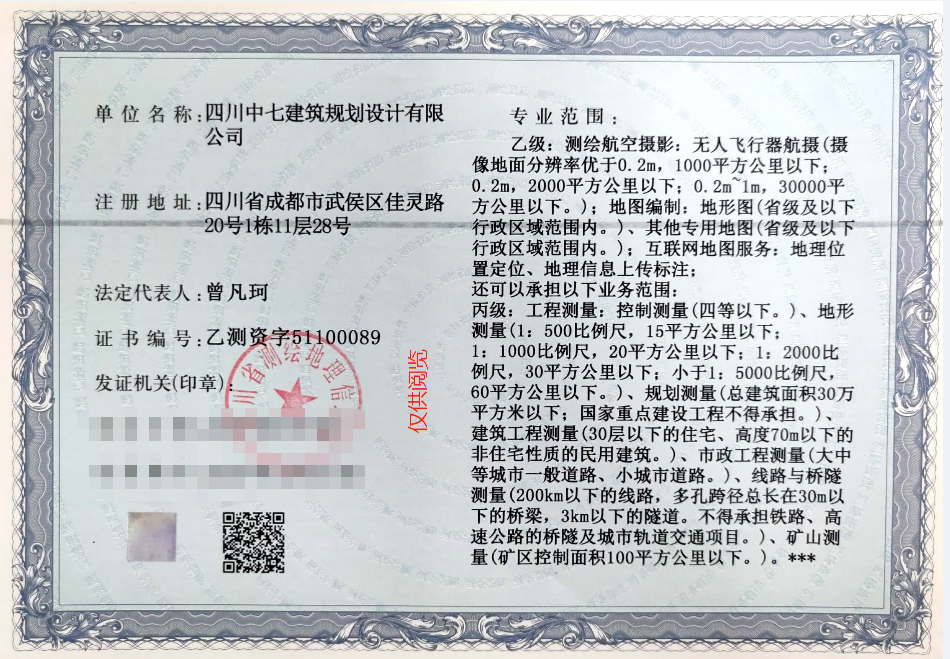 单位名称:四川中七建筑规划设计有限
公司
注册地址:四川省成都市武侯区佳灵路
20号1栋11层28号
法定代表人:曾凡珂
证书编号:乙测资字51100089
发证机关(印章):
川省测绘地理信
仅供阅览
专业范围:
乙级:测绘航空摄影:无人飞行器航摄(摄
像地面分辨率优于0.2m,1000平方公里以下;
0.2m,2000平方公里以下;0.2m~1m,30000平
方公里以下。);地图编制:地形图(省级及以下
行政区域范围内。)、其他专用地图(省级及以下
行政区域范围内。);互联网地图服务:地理位
置定位、地理信息上传标注;
还可以承担以下业务范围:
丙级:工程测量:控制测量(四等以下。)、地形
测量(1:500比例尺,15平方公里以下;
1:1000比例尺,20平方公里以下;1:2000比
例尺,30平方公里以下;小于1:5000比例尺,
60平方公里以下。)、规划测量(总建筑面积30万
平方米以下;国家重点建设工程不得承担。)、
建筑工程测量(30层以下的住宅、高度70m以下的
非住宅性质的民用建筑。)、市政工程测量(大中
等城市一般道路、小城市道路。)、线路与桥隧
测量(200km以下的线路,多孔跨径总长在30m以
下的桥梁,3km以下的隧道。不得承担铁路、高
速公路的桥隧及城市轨道交通项目。)、矿山测
量(矿区控制面积100平方公里以下。)。***